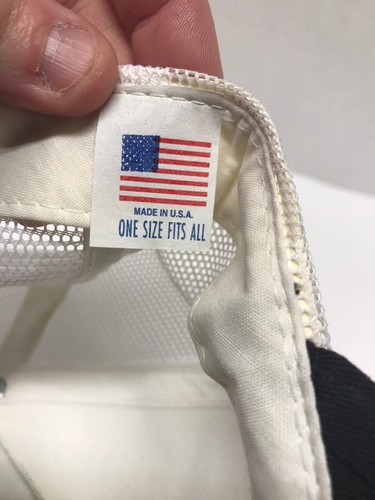 MADE IN U.S.A.
ONE SIZE FITS ALL